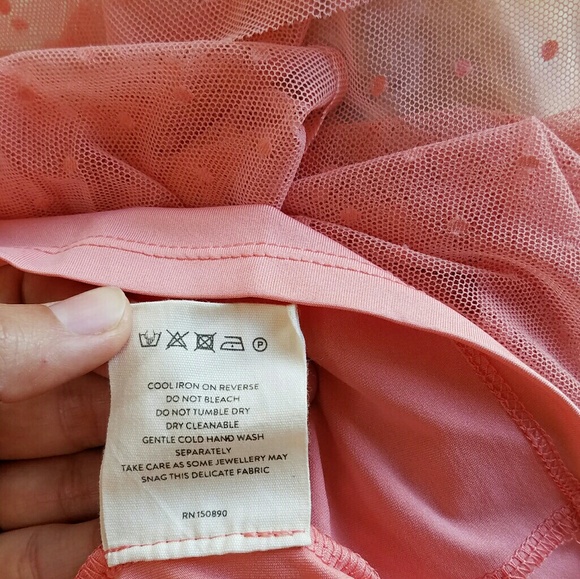 P
COOL IRON ON REVERSE
DO NOT BLEACH
DO NOT TUMBLE DRY
DRY CLEANABLE
GENTLE COLD HAND WASH
SEPARATELY
TAKE CARE AS SOME JEWELLERY MAY
SNAG THIS DELICATE FABRIC
RN 150890